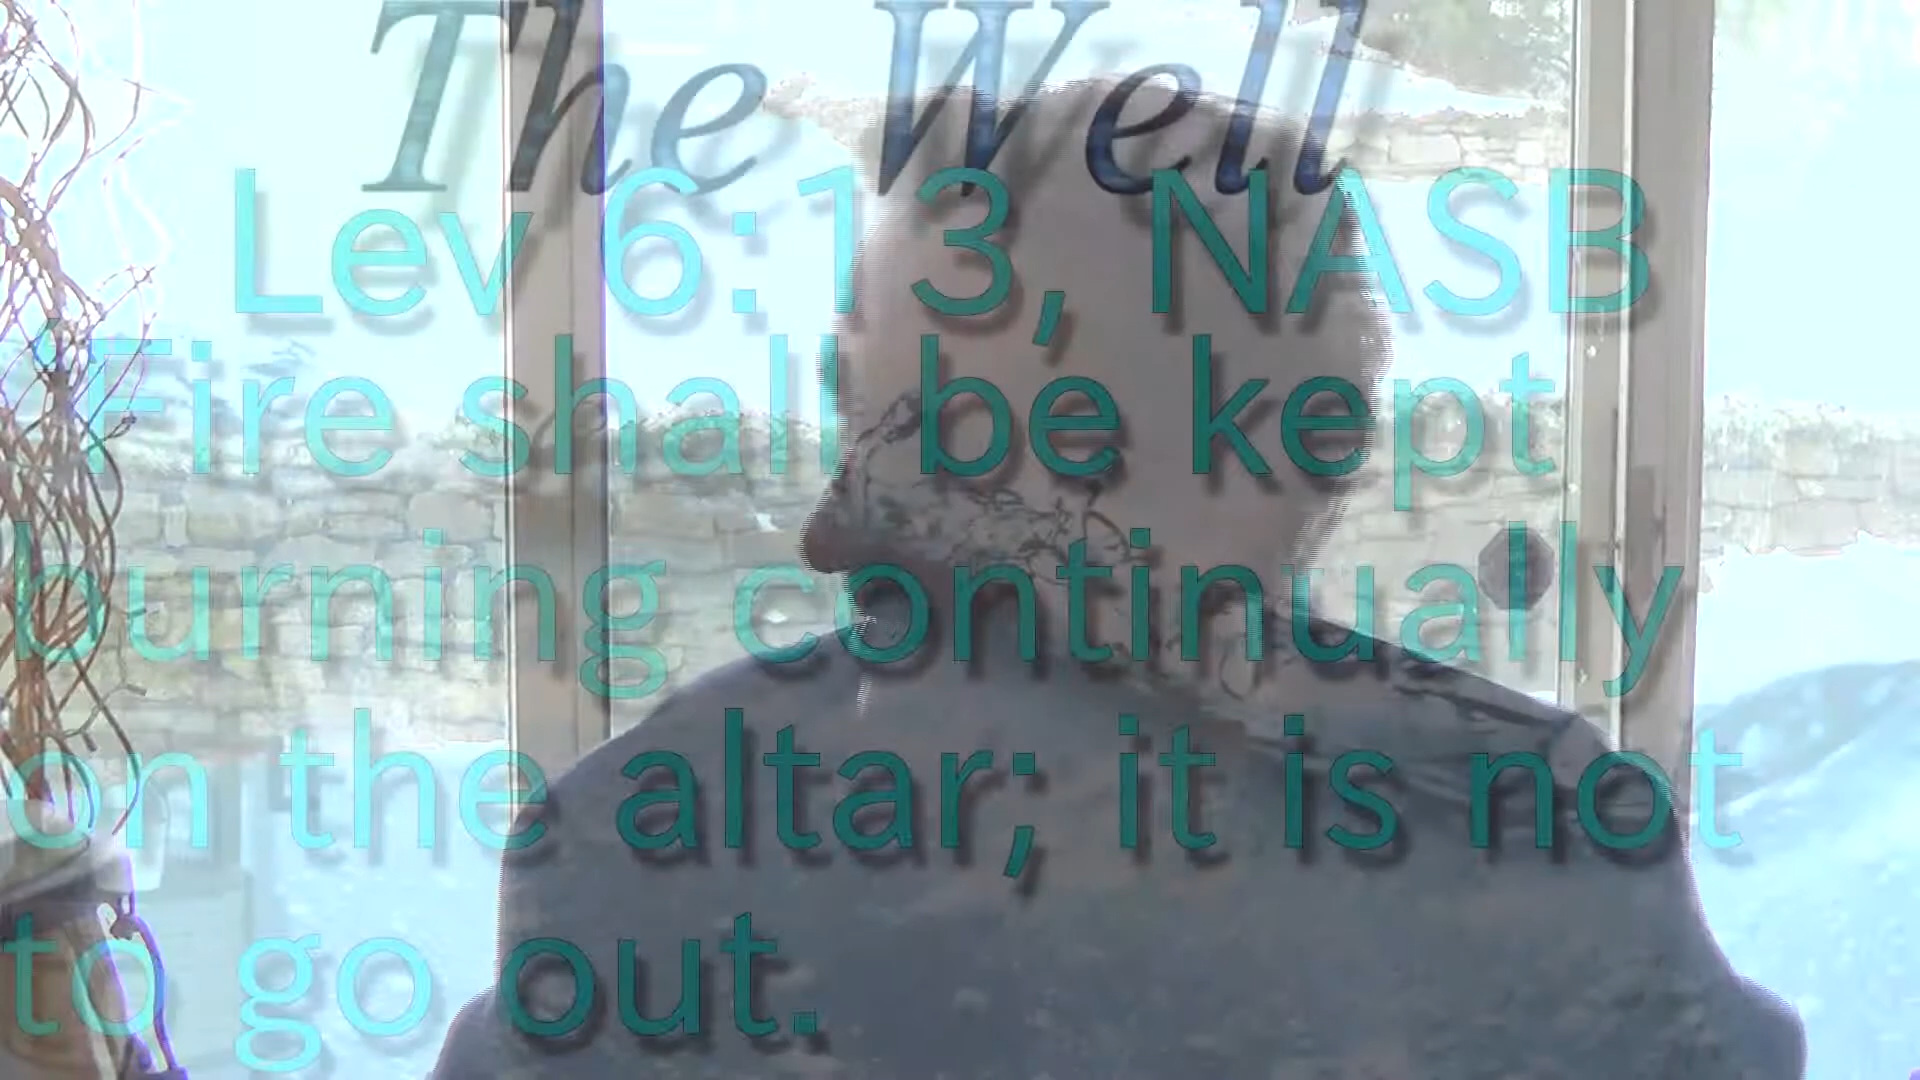 The Well
Lev 6:13, NASB
‘Fire shall be kept
burning continually
on the altar; it is not
to go out.